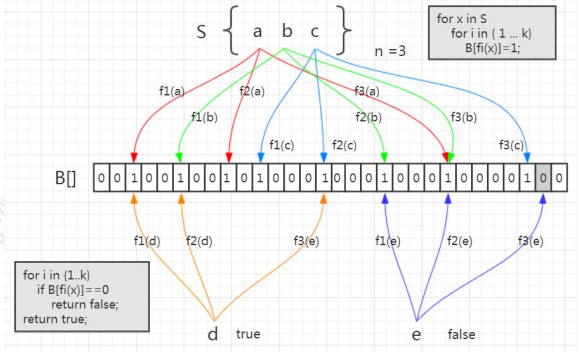 S { a b c }
n =3
for x in S
for i in { 1 ... k}
B[fi(x)]=1;
f1(a) f2(a) f3(a)
f1(b) f2(b) f3(b)
f1(c) f2(c) f3(c)
B[] 0 0 1 0 0 1 0 0 1 0 1 0 0 0 1 0 0 0 1 0 0 0 1 0 0 0 0 1 0 0
f1(d) f2(d) f3(e) f1(e) f2(e) f3(e)
for i in {1..k}
if B[fi(x)]==0
return false;
return true;
d true e false